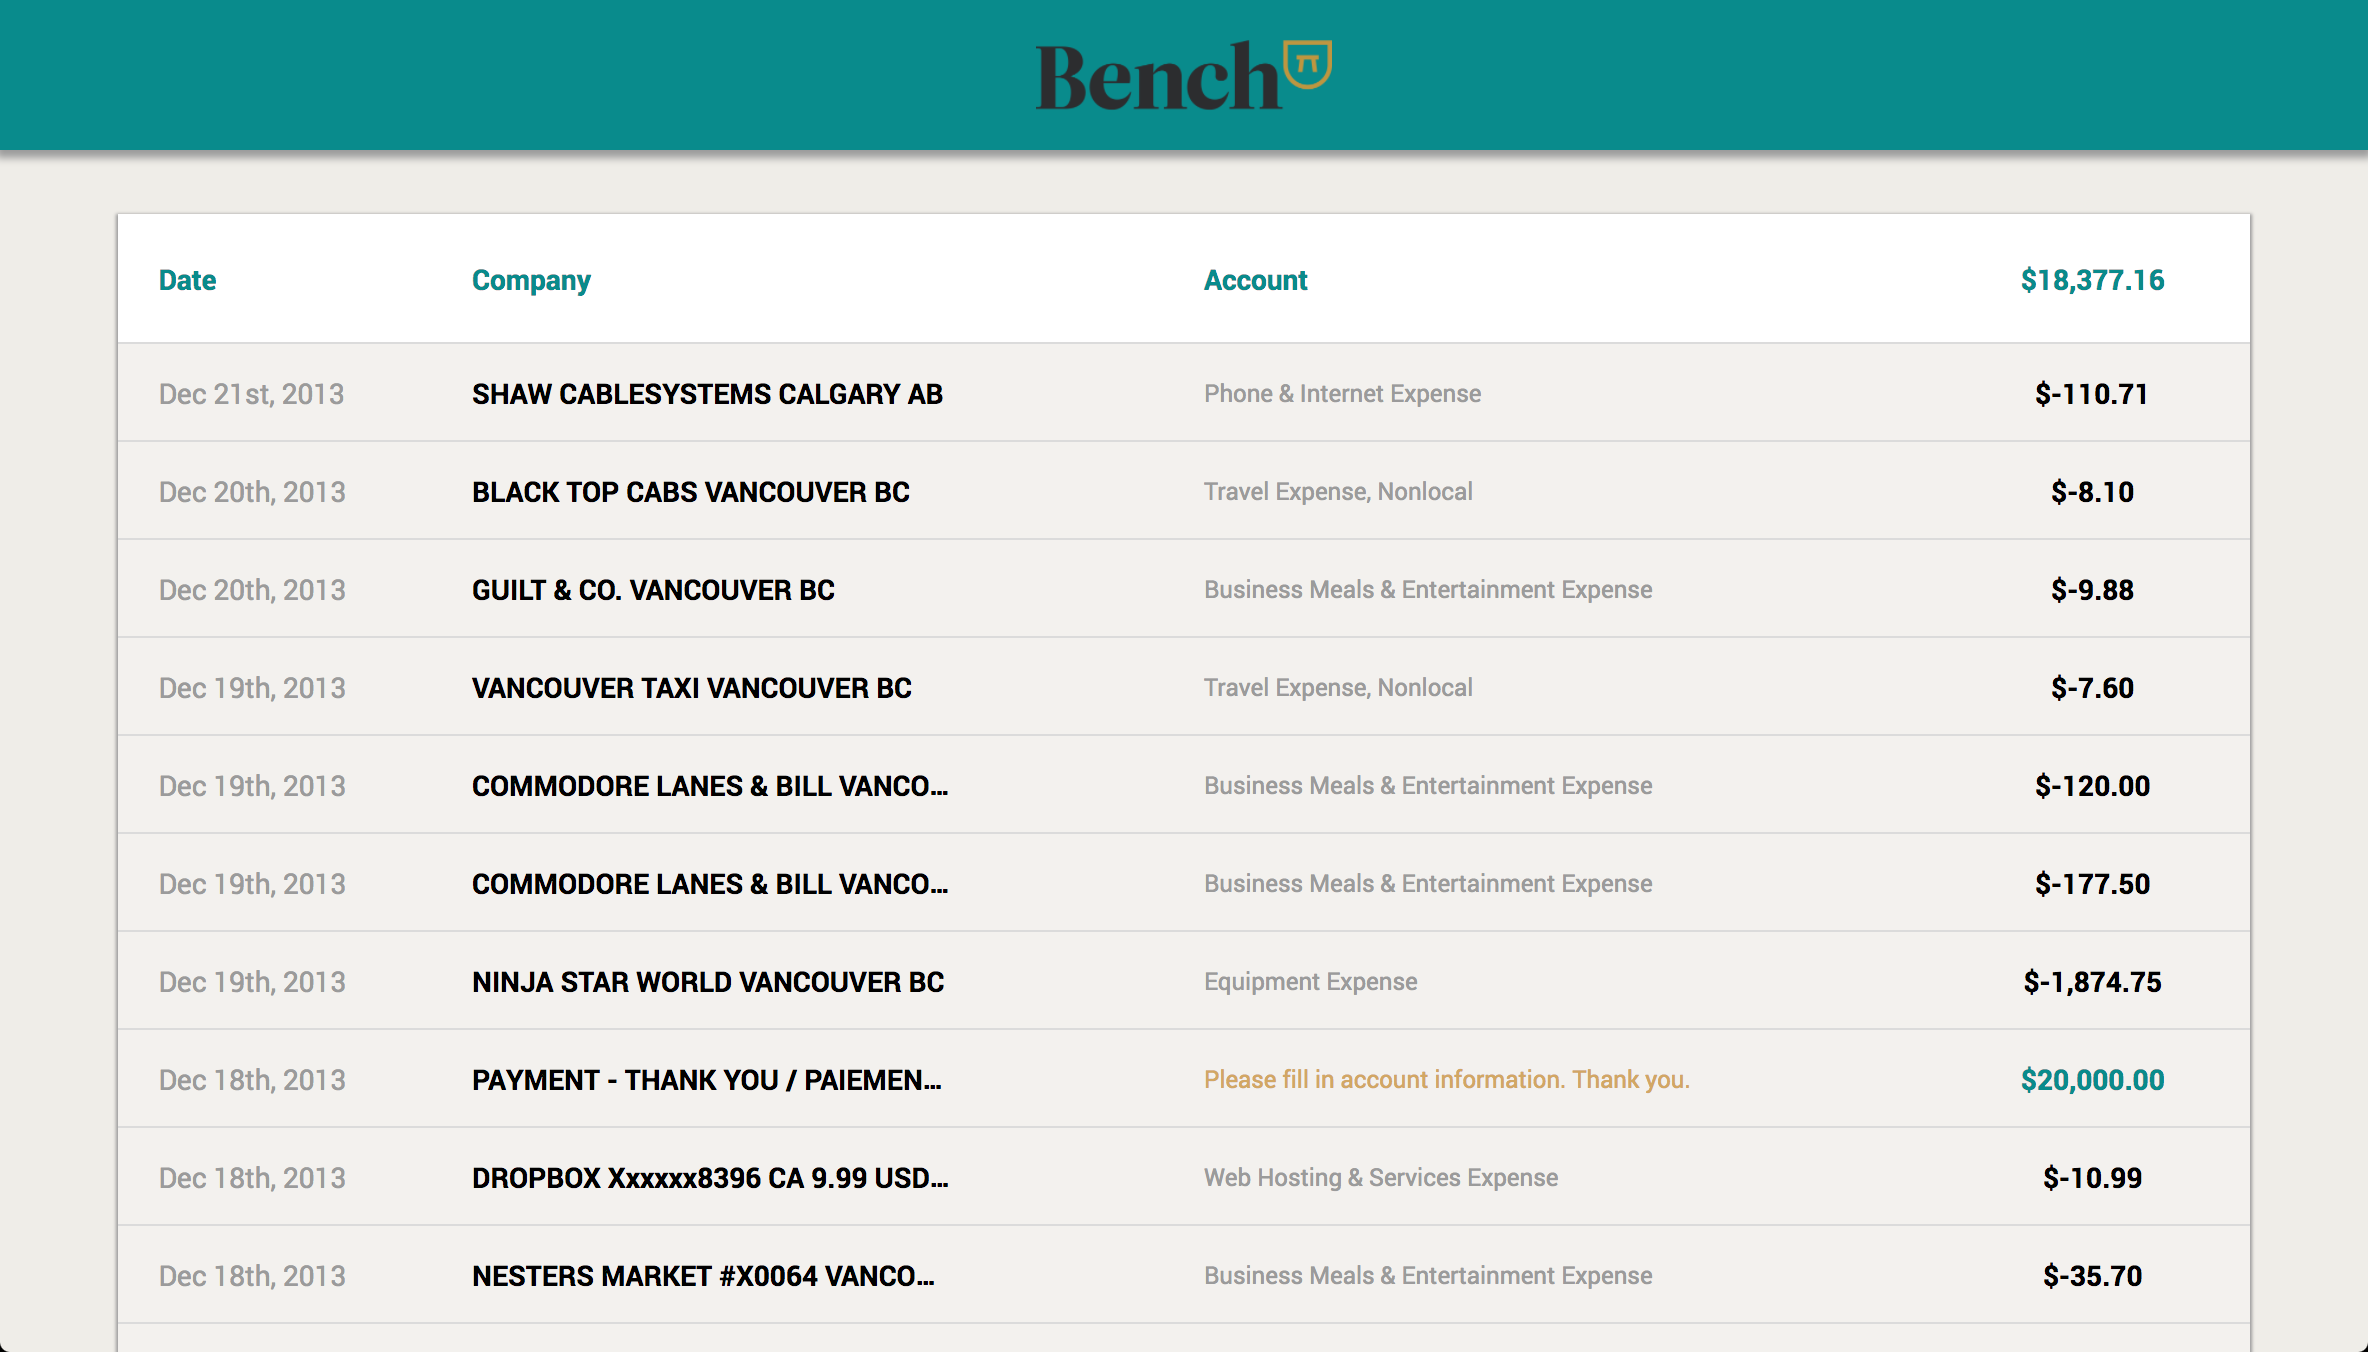 Bench
Date Company Account $18,377.16
Dec 21st, 2013 SHAW CABLESYSTEMS CALGARY AB Phone & Internet Expense $-110.71
Dec 20th, 2013 BLACK TOP CABS VANCOUVER BC Travel Expense, Nonlocal $-8.10
Dec 20th, 2013 GUILT & CO. VANCOUVER BC Business Meals & Entertainment Expense $-9.88
Dec 19th, 2013 VANCOUVER TAXI VANCOUVER BC Travel Expense, Nonlocal $-7.60
Dec 19th, 2013 COMMODORE LANES & BILL VANCO... Business Meals & Entertainment Expense $-120.00
Dec 19th, 2013 COMMODORE LANES & BILL VANCO... Business Meals & Entertainment Expense $-177.50
Dec 19th, 2013 NINJA STAR WORLD VANCOUVER BC Equipment Expense $-1,874.75
Dec 18th, 2013 PAYMENT - THANK YOU / PAIEMEN... Please fill in account information. Thank you. $20,000.00
Dec 18th, 2013 DROPBOX Xxxxxx8396 CA 9.99 USD... Web Hosting & Services Expense $-10.99
Dec 18th, 2013 NESTERS MARKET #X0064 VANCO... Business Meals & Entertainment Expense $-35.70